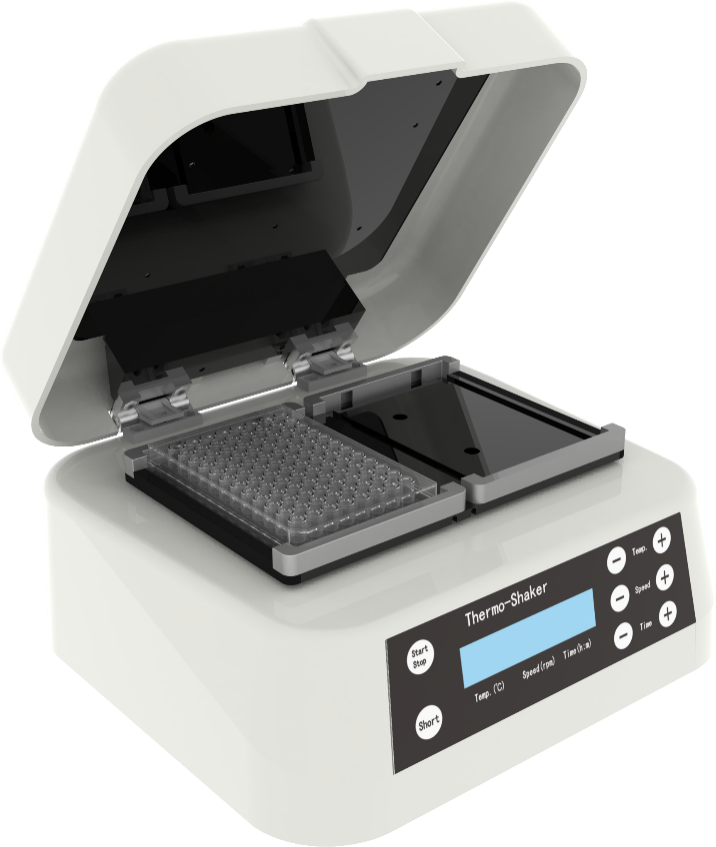 Thermo-Shaker
Start
Stop
Short
Temp.(℃)
Speed(rpm)
Time(h:m)
− Temp. +
− Speed +
− Time +